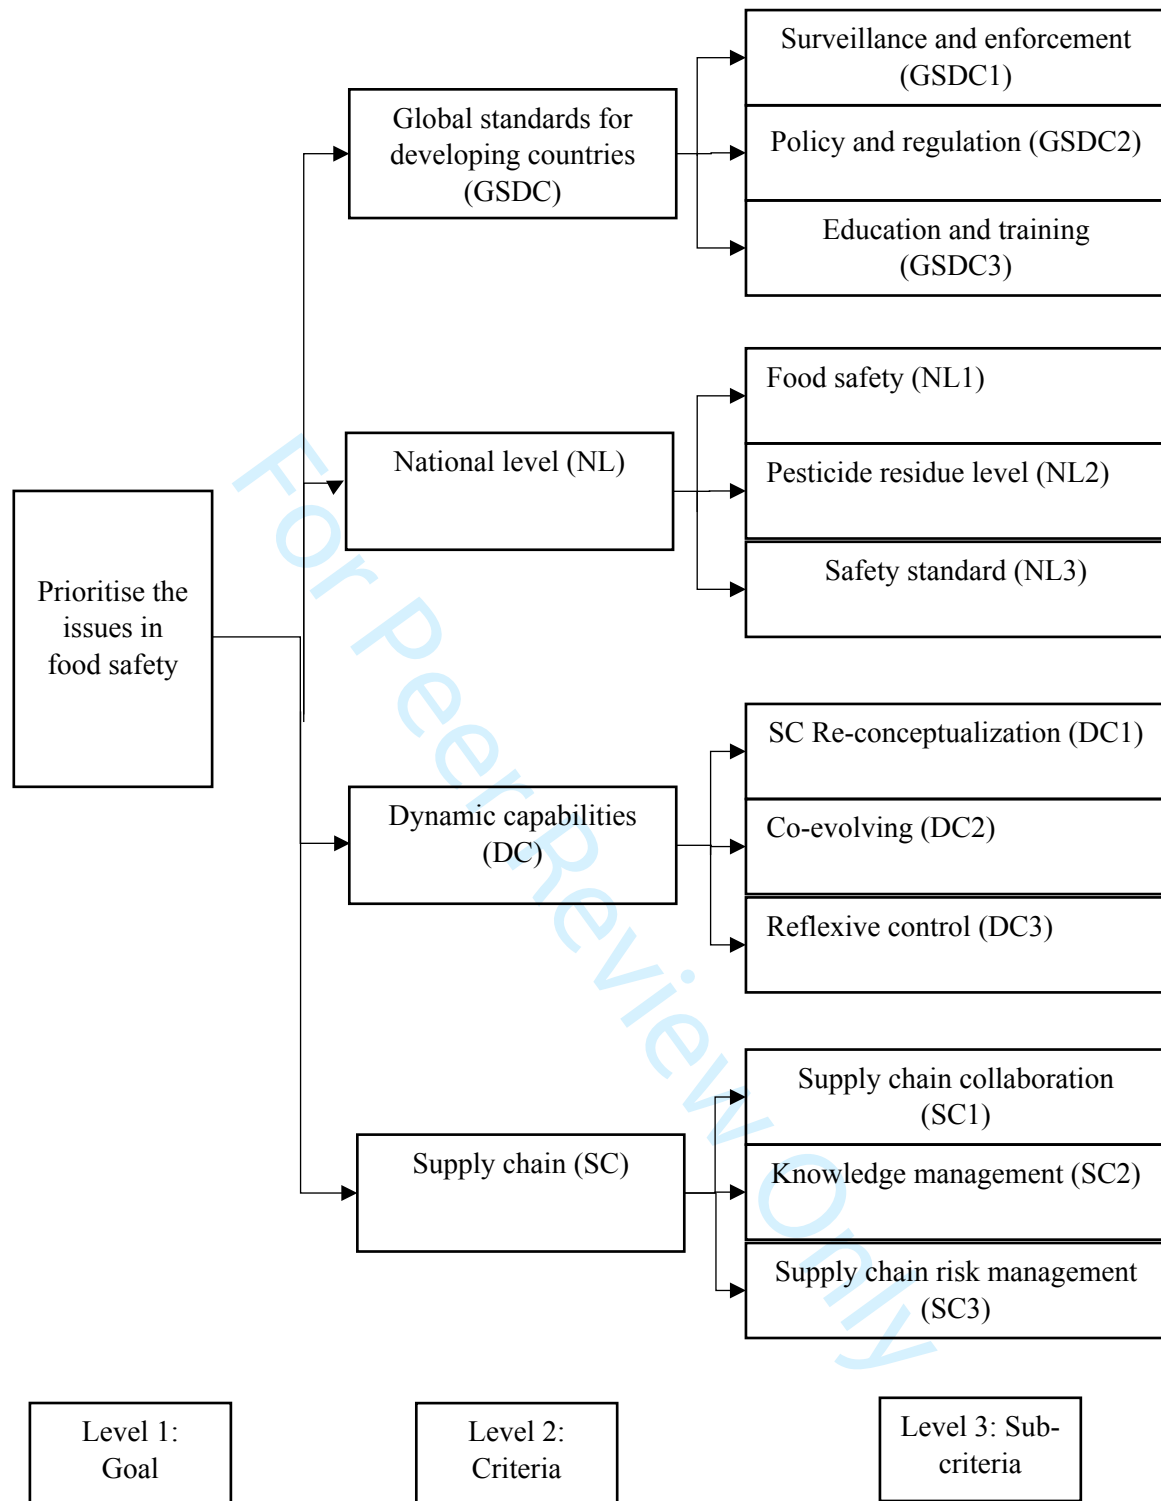 Surveillance and enforcement
(GSDC1)
Global standards for
developing countries
(GSDC)
Policy and regulation (GSDC2)
Education and training
(GSDC3)
Food safety (NL1)
National level (NL)
Pesticide residue level (NL2)
Safety standard (NL3)
Prioritise the
issues in
food safety
SC Re-conceptualization (DC1)
Dynamic capabilities
(DC)
Co-evolving (DC2)
Reflexive control (DC3)
Supply chain collaboration
(SC1)
Supply chain (SC)
Knowledge management (SC2)
Supply chain risk management
(SC3)
For Peer Review Only
Level 1:
Goal
Level 2:
Criteria
Level 3: Sub-
criteria